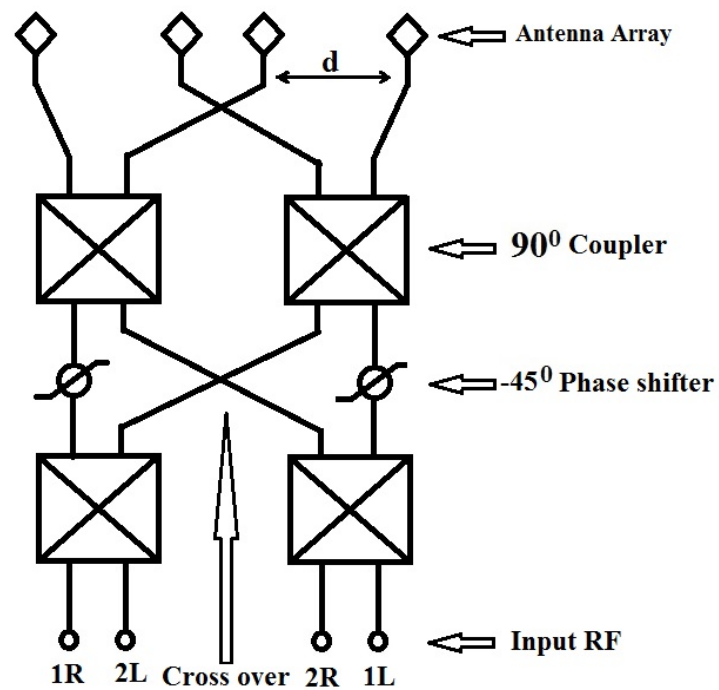 Antenna Array
d
90⁰ Coupler
-45⁰ Phase shifter
Input RF
1R 2L Cross over 2R 1L